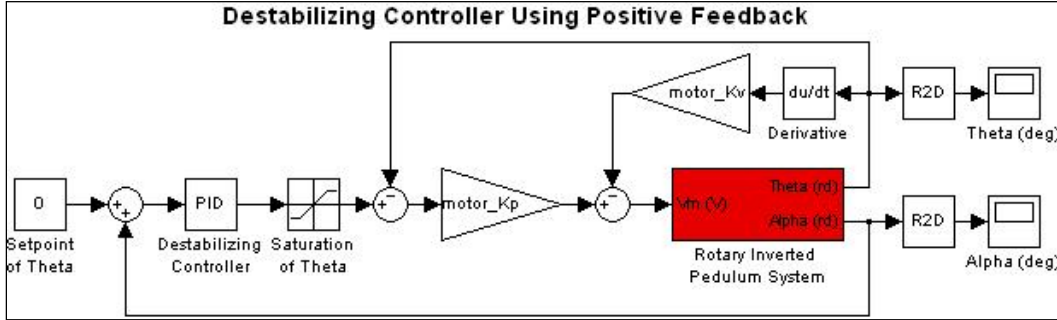 Destabilizing Controller Using Positive Feedback
motor_Kv
du/dt
R2D
Derivative
Theta (deg)
0
PID
motor_Kp
Vm (V)
Theta (rd)
Alpha (rd)
R2D
Setpoint
of Theta
Destabilizing
Controller
Saturation
of Theta
Rotary Inverted
Pedulum System
Alpha (deg)